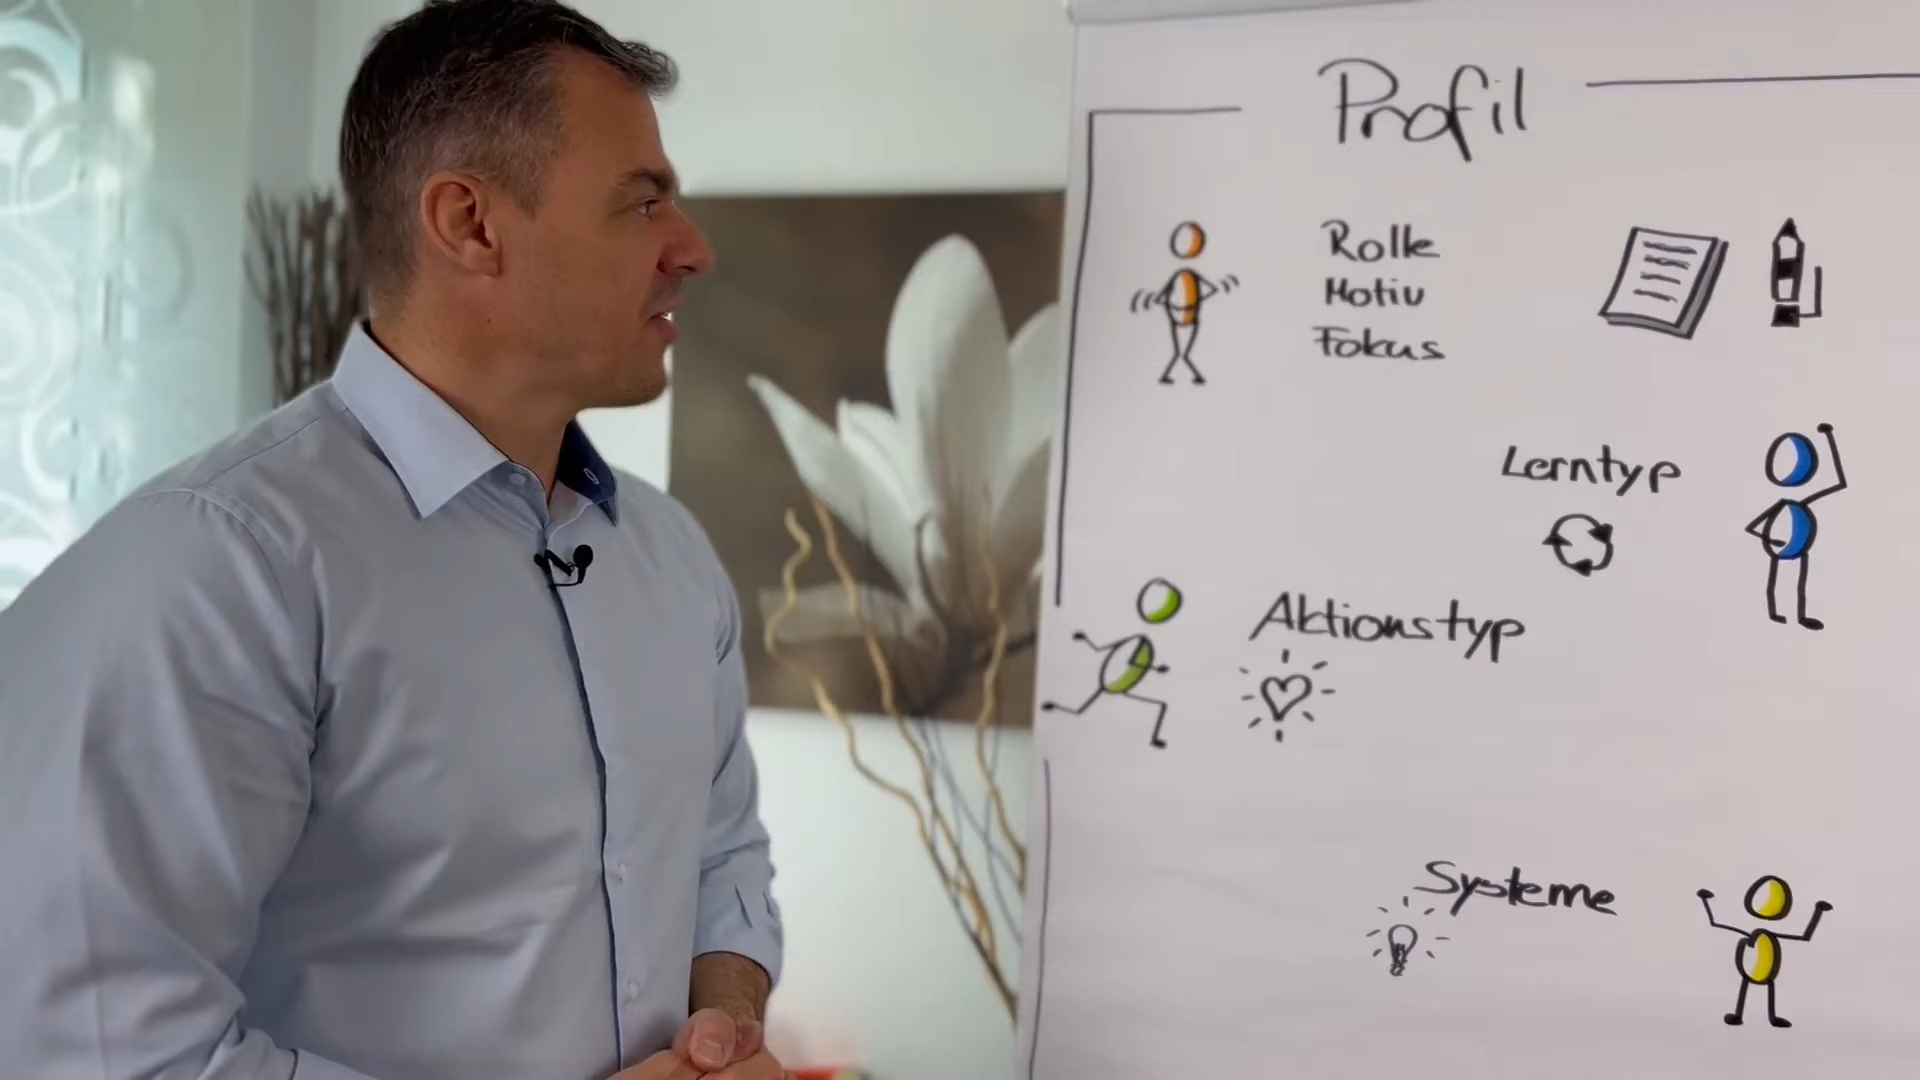 Profil
Rolle
Motiv
Fokus
Lerntyp
Aktionstyp
Systeme